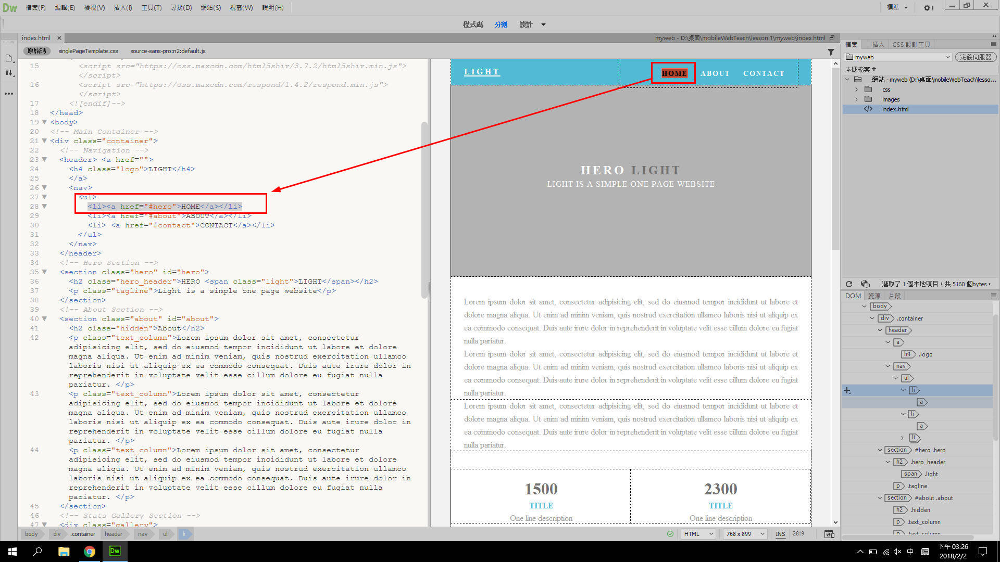 Dw 檔案(F) 編輯(E) 檢視(V) 插入(I) 工具(T) 尋找(D) 網站(S) 視窗(W) 說明(H) 標準
程式碼 分割 設計
index.html × myweb - D:\桌面\mobileWebTeach\lesson 1\myweb\index.html
原始碼 singlePageTemplate.css source-sans-pro:n2:default.js
15 <script src="https://oss.maxcdn.com/html5shiv/3.7.2/html5shiv.min.js">
</script>
16 <script src="https://oss.maxcdn.com/respond/1.4.2/respond.min.js">
</script>
17 <![endif]-->
18 </head>
19 <body>
20 <!-- Main Container -->
21 <div class="container">
22 <!-- Navigation -->
23 <header> <a href="">
24 <h4 class="logo">LIGHT</h4>
25 </a>
26 <nav>
27 <ul>
28 <li><a href="#hero">HOME</a></li>
29 <li><a href="#about">ABOUT</a></li>
30 <li> <a href="#contact">CONTACT</a></li>
31 </ul>
32 </nav>
33 </header>
34 <!-- Hero Section -->
35 <section class="hero" id="hero">
36 <h2 class="hero_header">HERO <span class="light">LIGHT</span></h2>
37 <p class="tagline">Light is a simple one page website</p>
38 </section>
39 <!-- About Section -->
40 <section class="about" id="about">
41 <h2 class="hidden">About</h2>
42 <p class="text_column">Lorem ipsum dolor sit amet, consectetur
adipisicing elit, sed do eiusmod tempor incididunt ut labore et dolore
magna aliqua. Ut enim ad minim veniam, quis nostrud exercitation ullamco
laboris nisi ut aliquip ex ea commodo consequat. Duis aute irure dolor in
reprehenderit in voluptate velit esse cillum dolore eu fugiat nulla
pariatur. </p>
43 <p class="text_column">Lorem ipsum dolor sit amet, consectetur
adipisicing elit, sed do eiusmod tempor incididunt ut labore et dolore
magna aliqua. Ut enim ad minim veniam, quis nostrud exercitation ullamco
laboris nisi ut aliquip ex ea commodo consequat. Duis aute irure dolor in
reprehenderit in voluptate velit esse cillum dolore eu fugiat nulla
pariatur. </p>
44 <p class="text_column">Lorem ipsum dolor sit amet, consectetur
adipisicing elit, sed do eiusmod tempor incididunt ut labore et dolore
magna aliqua. Ut enim ad minim veniam, quis nostrud exercitation ullamco
laboris nisi ut aliquip ex ea commodo consequat. Duis aute irure dolor in
reprehenderit in voluptate velit esse cillum dolore eu fugiat nulla
pariatur. </p>
45 </section>
46 <!-- Stats Gallery Section -->
47 <div class="gallery">
LIGHT HOME ABOUT CONTACT
HERO LIGHT
LIGHT IS A SIMPLE ONE PAGE WEBSITE
Lorem ipsum dolor sit amet, consectetur adipisicing elit, sed do eiusmod tempor incididunt ut labore et
dolore magna aliqua. Ut enim ad minim veniam, quis nostrud exercitation ullamco laboris nisi ut aliquip ex
ea commodo consequat. Duis aute irure dolor in reprehenderit in voluptate velit esse cillum dolore eu fugiat
nulla pariatur.
Lorem ipsum dolor sit amet, consectetur adipisicing elit, sed do eiusmod tempor incididunt ut labore et
dolore magna aliqua. Ut enim ad minim veniam, quis nostrud exercitation ullamco laboris nisi ut aliquip ex
ea commodo consequat. Duis aute irure dolor in reprehenderit in voluptate velit esse cillum dolore eu fugiat
nulla pariatur.
Lorem ipsum dolor sit amet, consectetur adipisicing elit, sed do eiusmod tempor incididunt ut labore et
dolore magna aliqua. Ut enim ad minim veniam, quis nostrud exercitation ullamco laboris nisi ut aliquip ex
ea commodo consequat. Duis aute irure dolor in reprehenderit in voluptate velit esse cillum dolore eu fugiat
nulla pariatur.
1500 2300
TITLE TITLE
One line description One line description
body div .container header nav ul li HTML 768 x 899 INS 28:9
檔案 插入 CSS 設計工具
myweb 定義伺服器
本機檔案
網站 - myweb (D:\桌面\mobileWebTeach\lesso...
css
images
index.html
選取了 1 個本地項目，共 5160 個bytes。
DOM 資源 片段
body
div .container
header
a
h4 .logo
nav
ul
li
a
li
a
li
section #hero .hero
h2 .hero_header
span .light
p .tagline
section #about .about
h2 .hidden
p .text_column
p .text_column
Dw 中 下午 03:26
2018/2/2